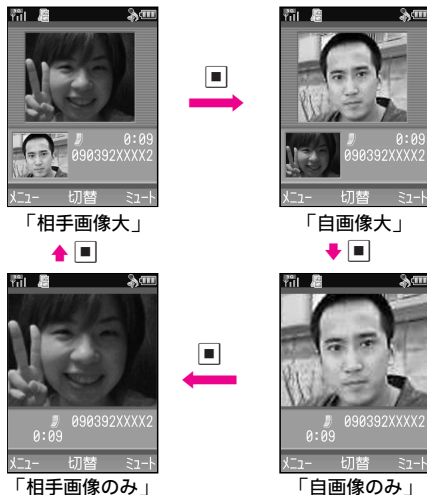 0:09
090392XXXX2
メニュー 切替 ミュート
「相手画像大」
0:09
090392XXXX2
メニュー 切替 ミュート
「自画像大」
090392XXXX2
0:09
メニュー 切替 ミュート
「相手画像のみ」
090392XXXX2
0:09
メニュー 切替 ミュート
「自画像のみ」